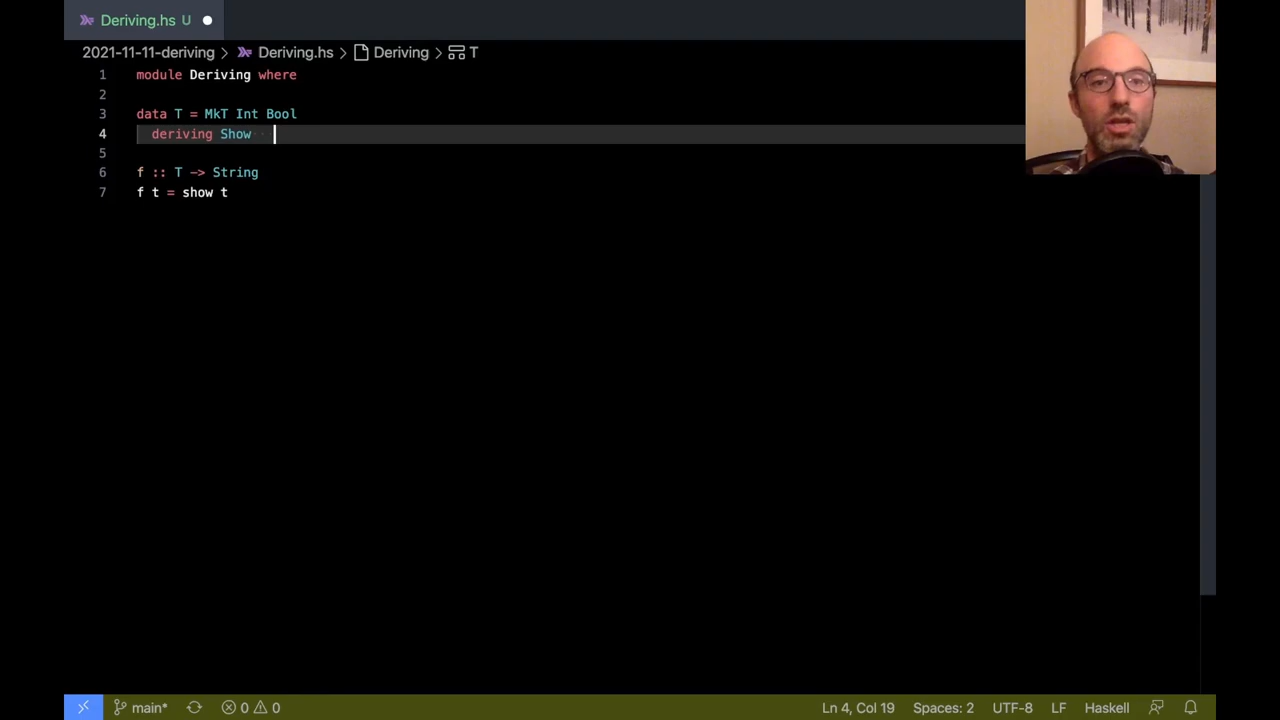 Deriving.hs U
2021-11-11-deriving > Deriving.hs > Deriving > T
1 module Deriving where
2
3 data T = MkT Int Bool
4 deriving Show
5
6 f :: T -> String
7 f t = show t
main* 0 0 Ln 4, Col 19 Spaces: 2 UTF-8 LF Haskell